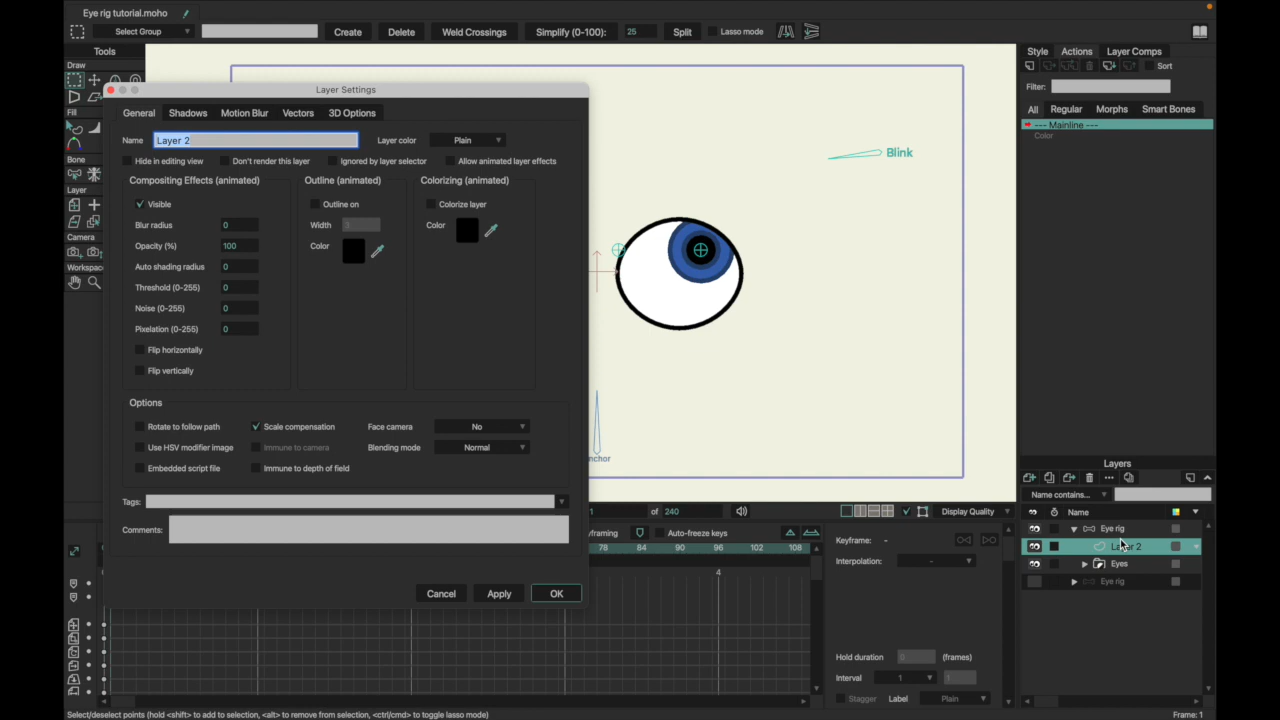 Eye rig tutorial.moho
Select Group Create Delete Weld Crossings Simplify (0-100): 25 Split Lasso mode
Tools
Draw
Fill
Bone
Layer
Camera
Workspac
Layer Settings
General Shadows Motion Blur Vectors 3D Options
Name Layer 2 Layer color Plain
Hide in editing view Don't render this layer Ignored by layer selector Allow animated layer effects
Compositing Effects (animated) Outline (animated) Colorizing (animated)
Visible Outline on Colorize layer
Blur radius 0 Width 3 Color
Opacity (%) 100 Color
Auto shading radius 0
Threshold (0-255) 0
Noise (0-255) 0
Pixelation (0-255) 0
Flip horizontally
Flip vertically
Options
Rotate to follow path Scale compensation Face camera No
Use HSV modifier image Immune to camera Blending mode Normal
Embedded script file Immune to depth of field
Tags:
Comments:
Cancel Apply OK
Blink
nchor
Style Actions Layer Comps
Sort
Filter:
All Regular Morphs Smart Bones
--- Mainline ---
Color
Layers
Name contains...
Name
Eye rig
Layer 2
Eyes
Eye rig
1 of 240 Display Quality
yframing Auto-freeze keys
78 84 90 96 102 108
4
Keyframe: -
Interpolation: -
Hold duration 0 (frames)
Interval 1 1
Stagger Label Plain
Select/deselect points (hold <shift> to add to selection, <alt> to remove from selection, <ctrl/cmd> to toggle lasso mode)
Frame: 1